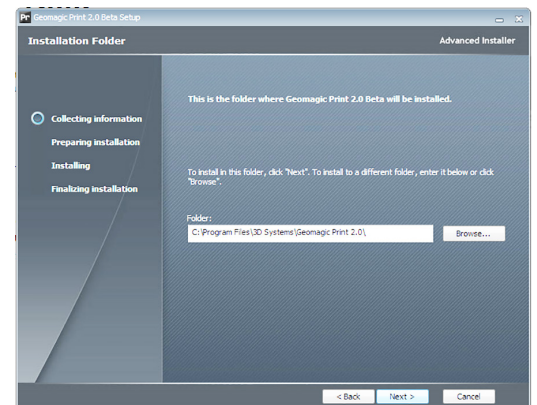 Pr Geomagic Print 2.0 Beta Setup
Installation Folder
Advanced Installer
This is the folder where Geomagic Print 2.0 Beta will be installed.
Collecting information
Preparing installation
Installing
Finalizing installation
To install in this folder, click "Next". To install to a different folder, enter it below or click
"Browse".
Folder:
C:\Program Files\3D Systems\Geomagic Print 2.0\
Browse...
< Back
Next >
Cancel